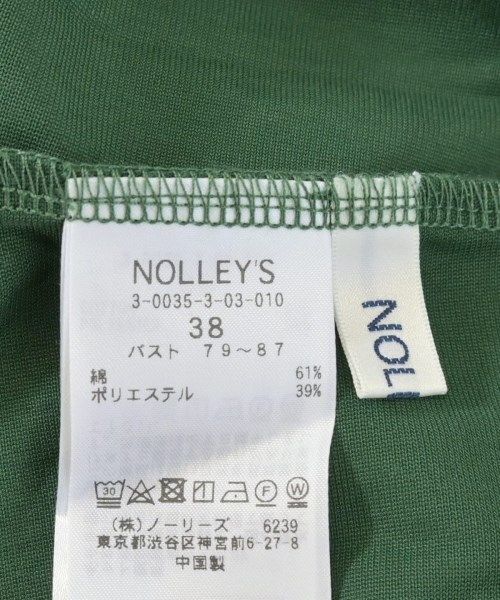 NOLLEY'S
3-0035-3-03-010
38
バスト 79~87
綿 61%
ポリエステル 39%
30 F W
(株)ノーリーズ 6239
東京都渋谷区神宮前6-27-8
中国製
NOL